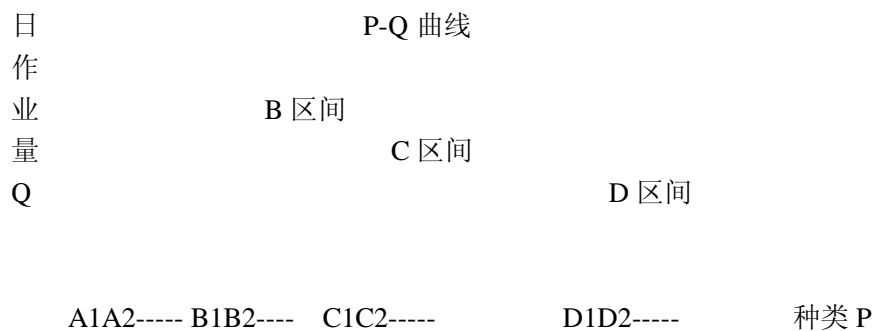 日 P-Q 曲线
作
业 B 区间
量 C 区间
Q D 区间
A1A2----- B1B2---- C1C2----- D1D2----- 种类 P